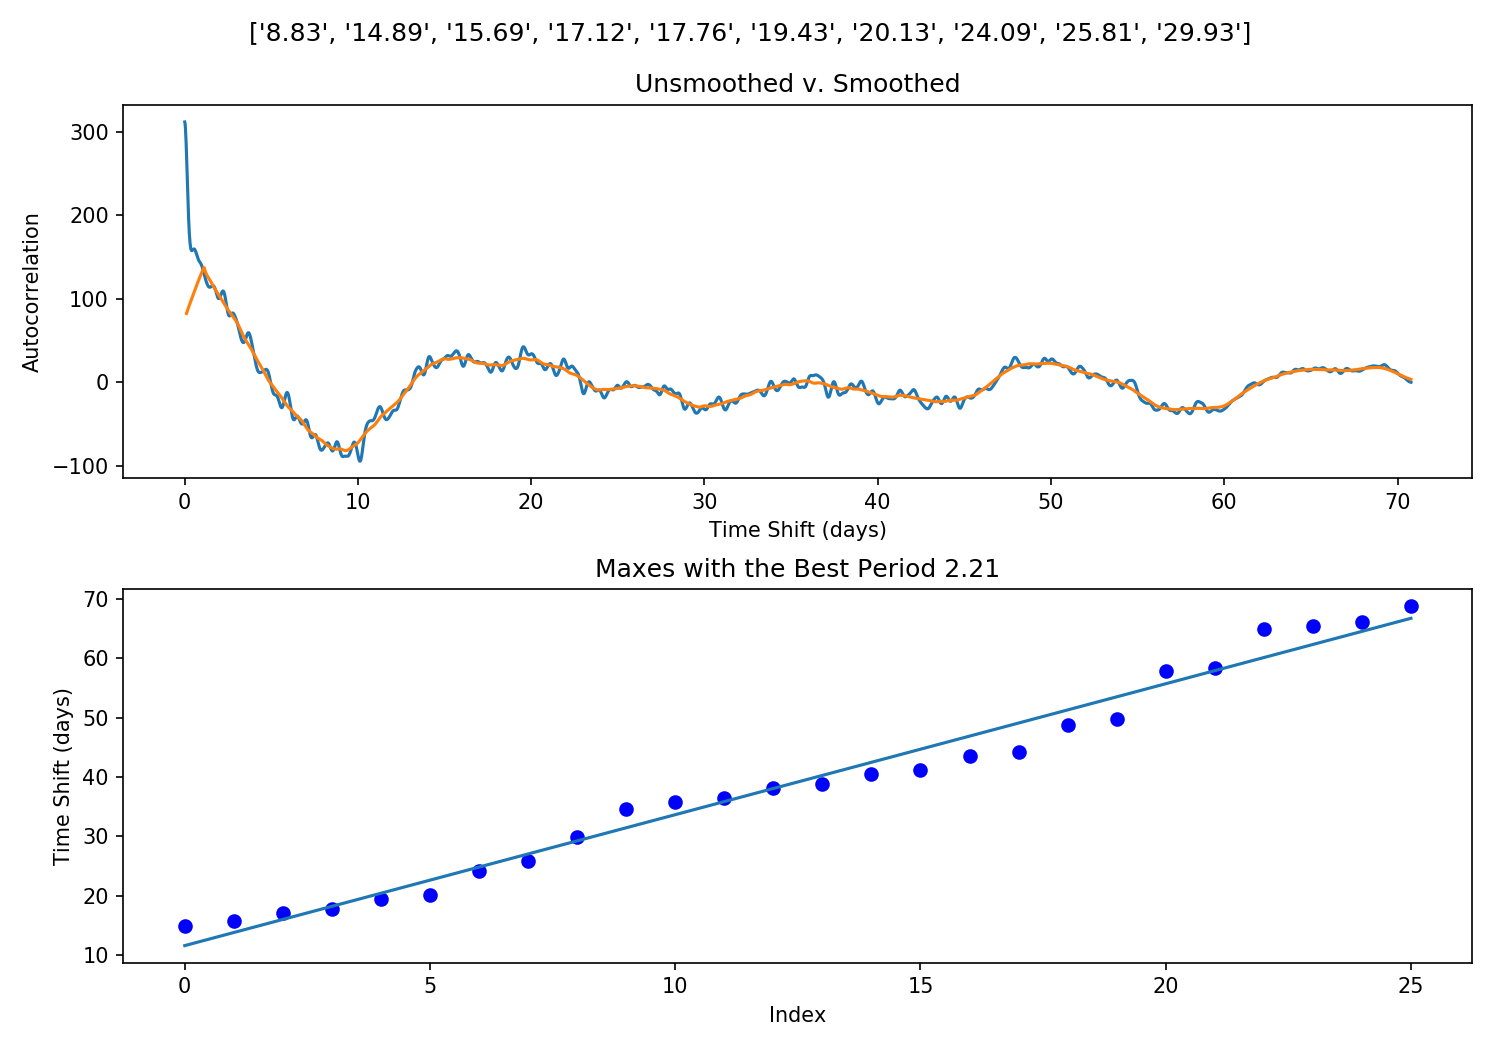 ['8.83', '14.89', '15.69', '17.12', '17.76', '19.43', '20.13', '24.09', '25.81', '29.93']
Unsmoothed v. Smoothed
300
200
100
0
−100
Autocorrelation
0 10 20 30 40 50 60 70
Time Shift (days)
Maxes with the Best Period 2.21
70
60
50
40
30
20
10
Time Shift (days)
0 5 10 15 20 25
Index